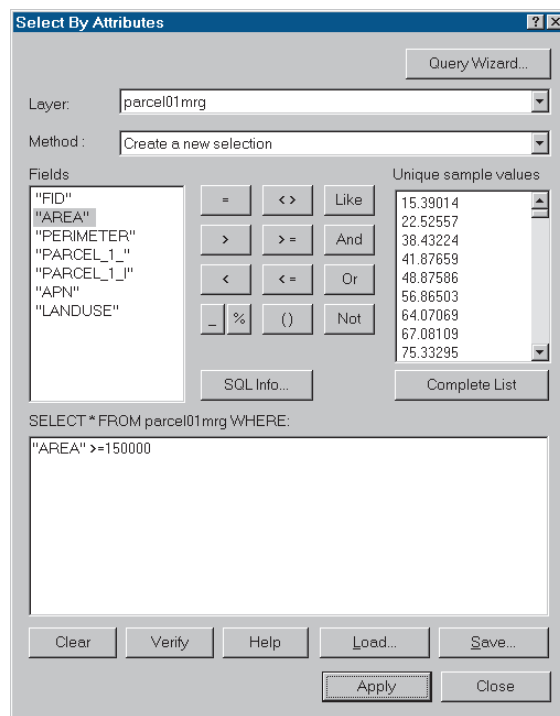 Select By Attributes
Query Wizard...
Layer: parcel01mrg
Method : Create a new selection
Fields
Unique sample values
"FID"
"AREA"
"PERIMETER"
"PARCEL_1_"
"PARCEL_1_I"
"APN"
"LANDUSE"
= <> Like
> >= And
< <= Or
_ % () Not
15.39014
22.52557
38.43224
41.87659
48.87586
56.86503
64.07069
67.08109
75.33295
SQL Info...
Complete List
SELECT * FROM parcel01mrg WHERE:
"AREA" >=150000
Clear Verify Help Load... Save...
Apply Close